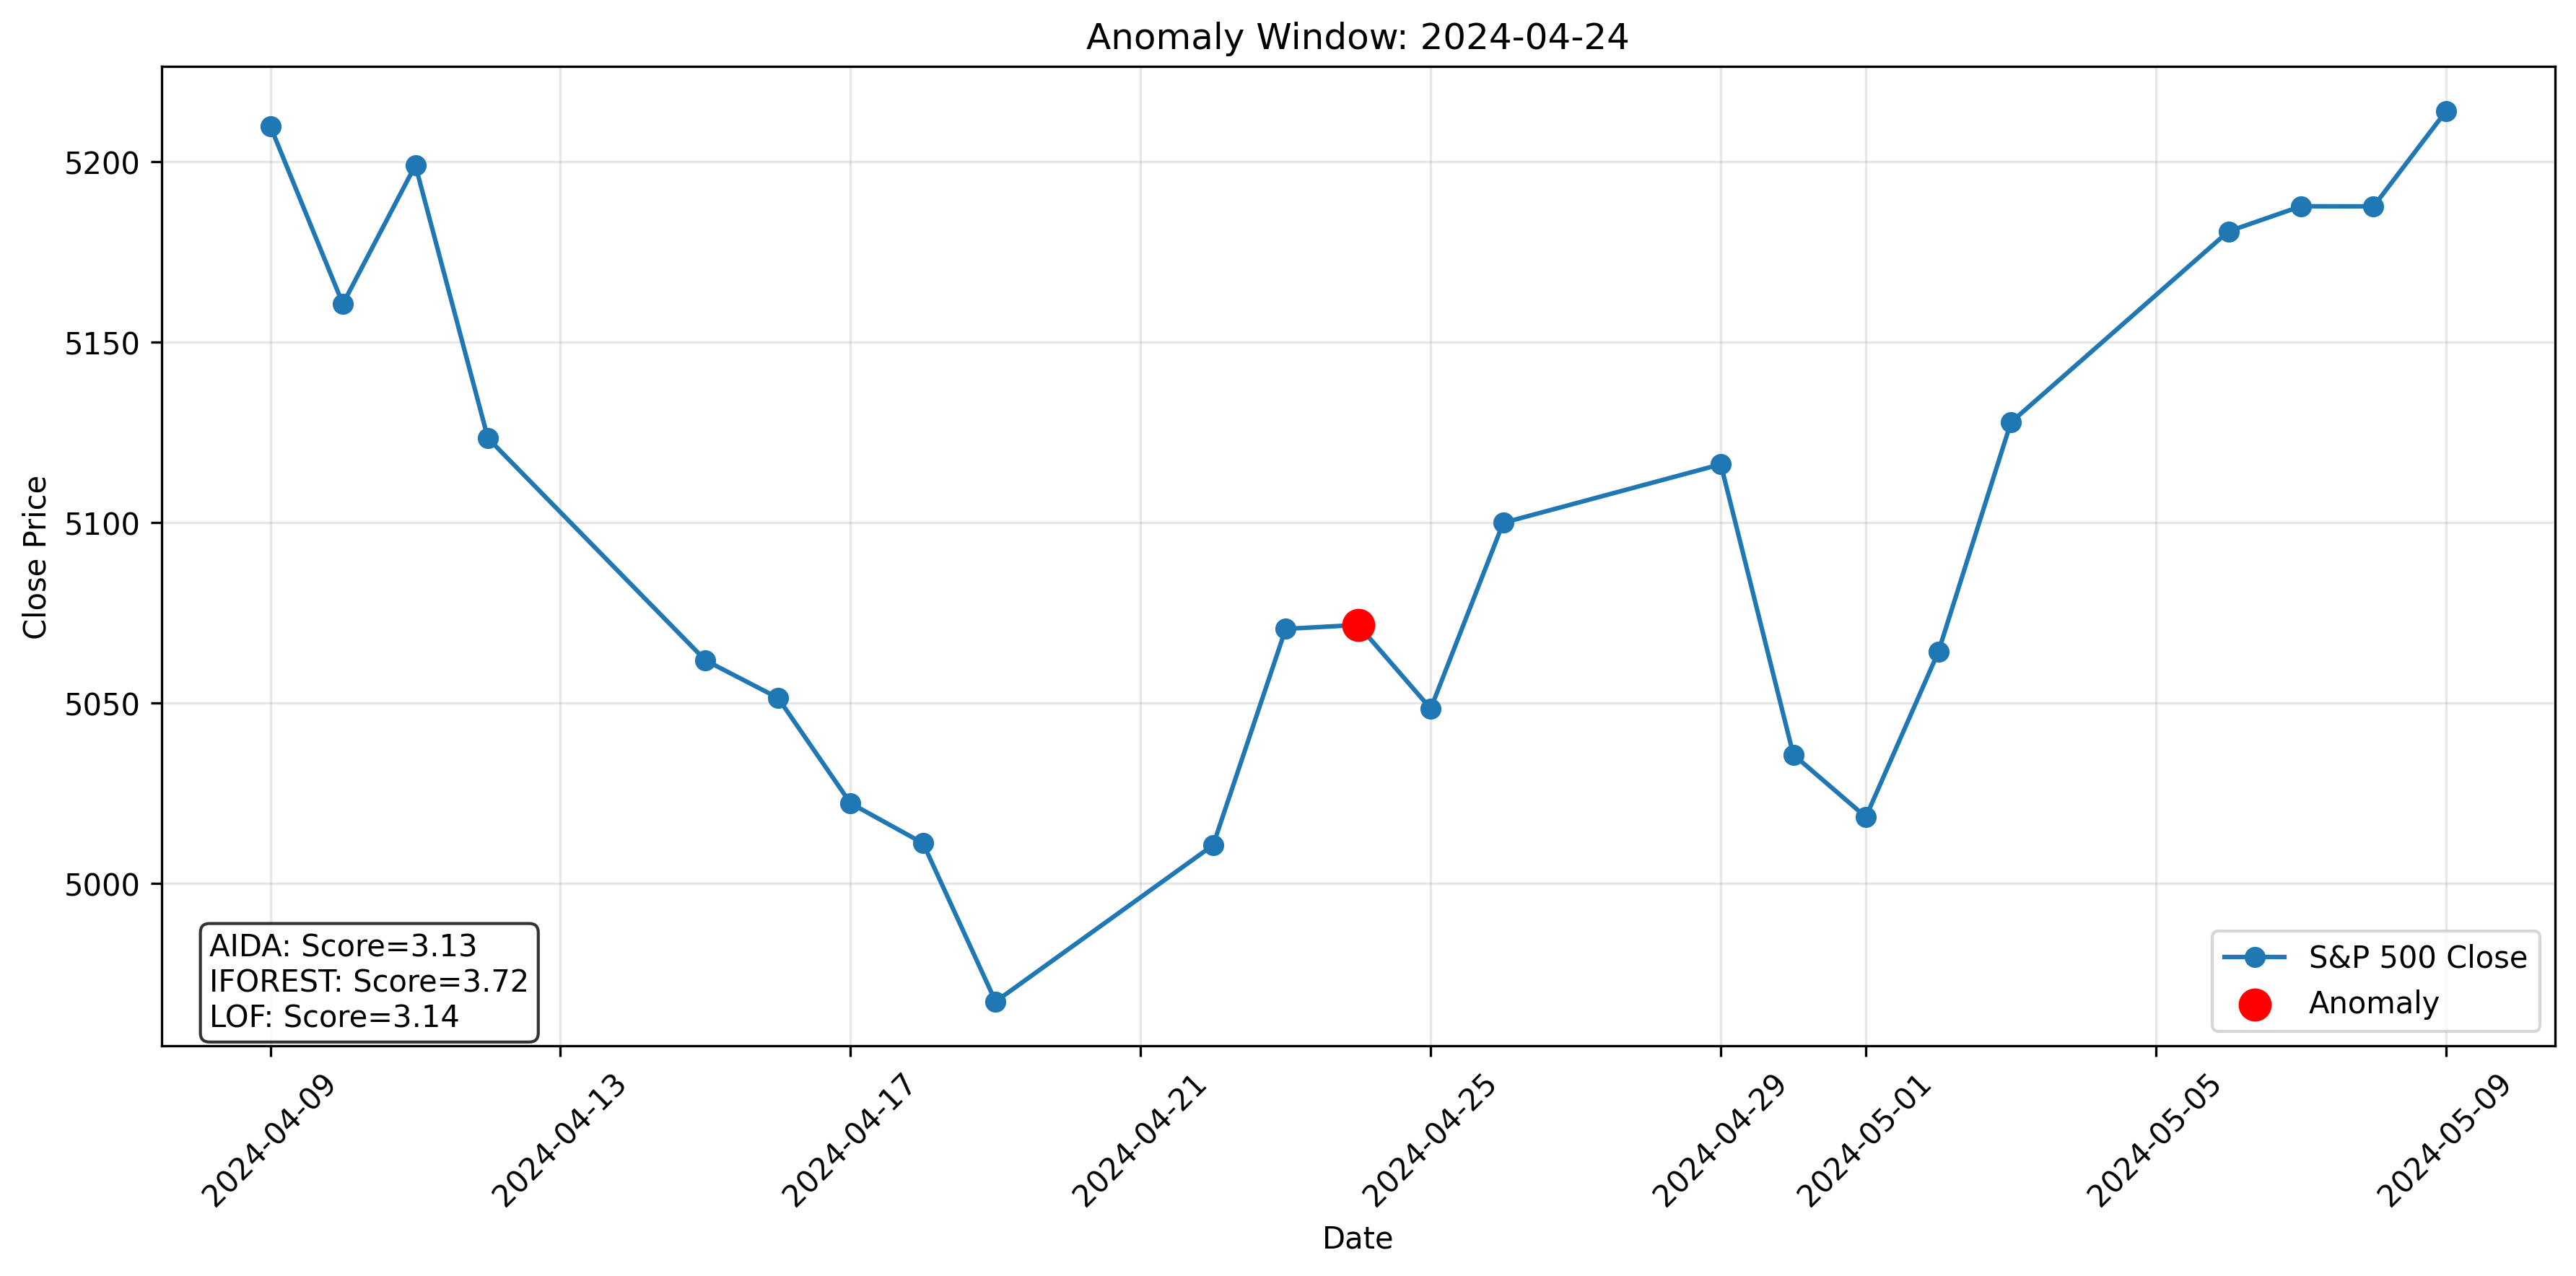 Anomaly Window: 2024-04-24
Close Price
5200
5150
5100
5050
5000
AIDA: Score=3.13
IFOREST: Score=3.72
LOF: Score=3.14
S&P 500 Close
Anomaly
2024-04-09
2024-04-13
2024-04-17
2024-04-21
2024-04-25
2024-04-29
2024-05-01
2024-05-05
2024-05-09
Date